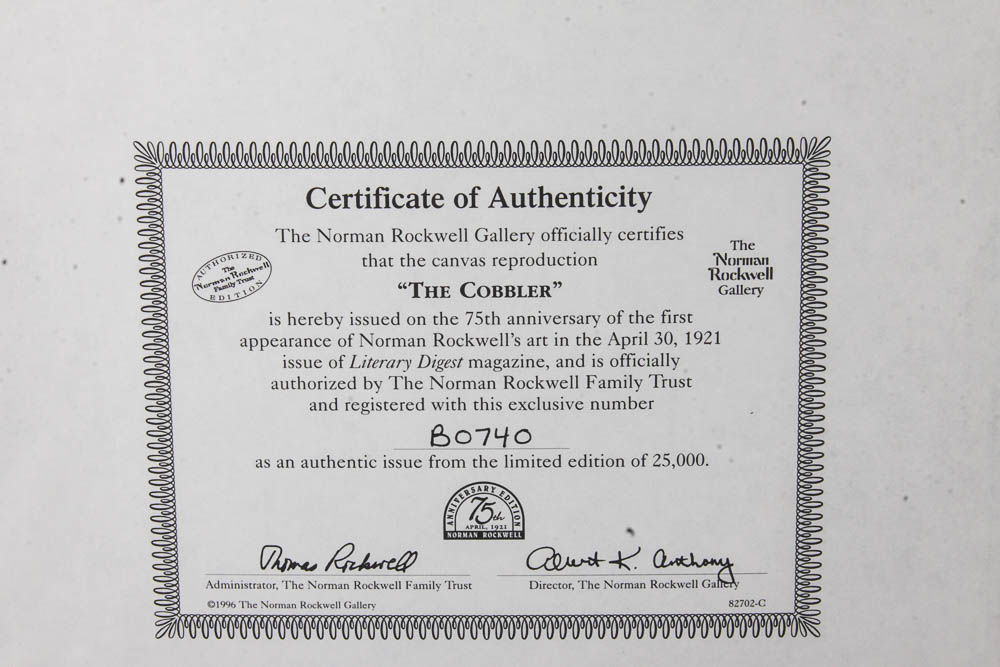 Certificate of Authenticity
The Norman Rockwell Gallery officially certifies
that the canvas reproduction
"THE COBBLER"
AUTHORIZED
The
Norman Rockwell
Family Trust
EDITION
The
Norman
Rockwell
Gallery
is hereby issued on the 75th anniversary of the first
appearance of Norman Rockwell's art in the April 30, 1921
issue of Literary Digest magazine, and is officially
authorized by The Norman Rockwell Family Trust
and registered with this exclusive number
B0740
as an authentic issue from the limited edition of 25,000.
ANNIVERSARY EDITION
75th
APRIL, 1921
NORMAN ROCKWELL
Thomas Rockwell
Administrator, The Norman Rockwell Family Trust
K. Anthony
Director, The Norman Rockwell Gallery
©1996 The Norman Rockwell Gallery
82702-C